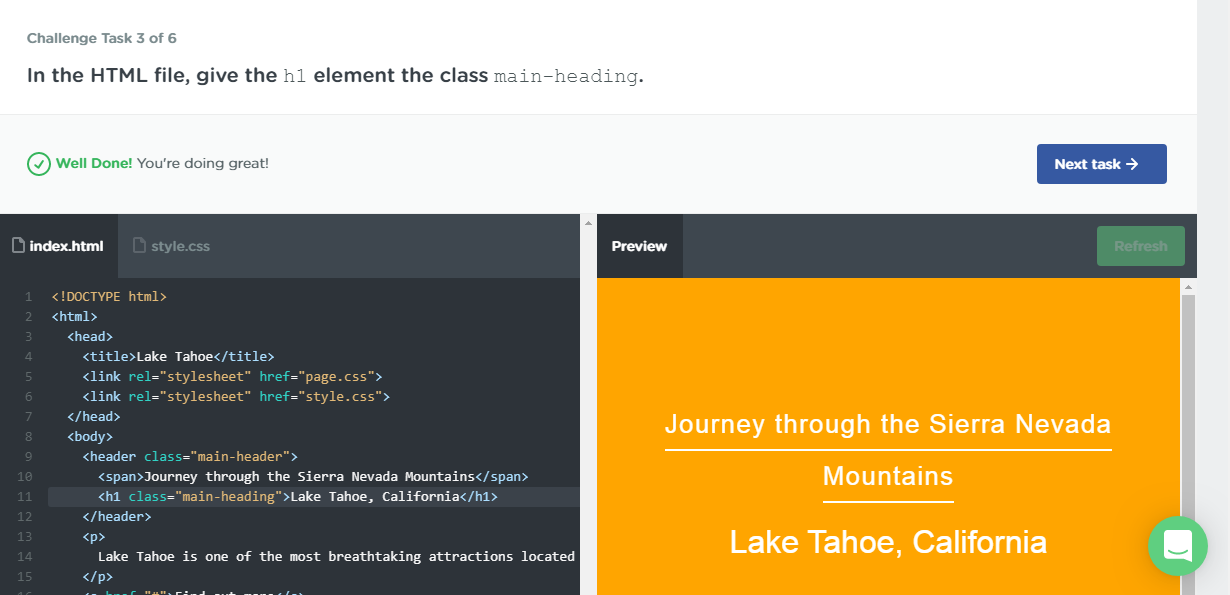 Challenge Task 3 of 6
In the HTML file, give the h1 element the class main-heading.
Well Done! You're doing great!
Next task →
index.html
style.css
1 <!DOCTYPE html>
2 <html>
3 <head>
4 <title>Lake Tahoe</title>
5 <link rel="stylesheet" href="page.css">
6 <link rel="stylesheet" href="style.css">
7 </head>
8 <body>
9 <header class="main-header">
10 <span>Journey through the Sierra Nevada Mountains</span>
11 <h1 class="main-heading">Lake Tahoe, California</h1>
12 </header>
13 <p>
14 Lake Tahoe is one of the most breathtaking attractions located
15 </p>
16 <a href="#">Find out more</a>
Preview
Refresh
Journey through the Sierra Nevada
Mountains
Lake Tahoe, California